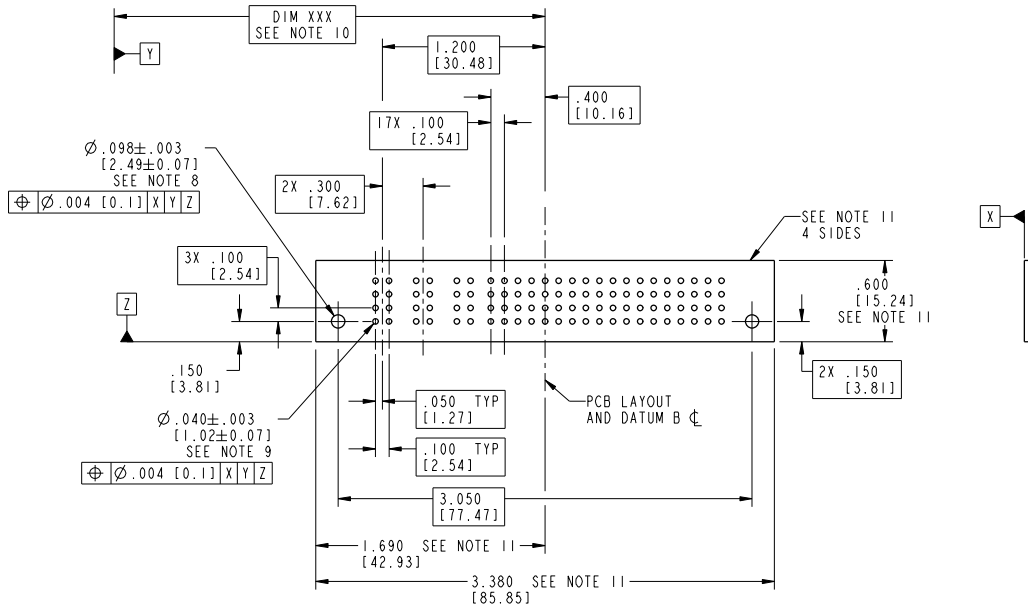 DIM XXX
SEE NOTE 10
Y
1.200
[30.48]
.400
[10.16]
17X .100
[2.54]
Ø.098±.003
[2.49±0.07]
SEE NOTE 8
⌖ Ø.004 [0.1] X Y Z
2X .300
[7.62]
SEE NOTE 11
4 SIDES
X
3X .100
[2.54]
.600
[15.24]
SEE NOTE 11
Z
.150
[3.81]
2X .150
[3.81]
.050 TYP
[1.27]
PCB LAYOUT
AND DATUM B ℄
Ø.040±.003
[1.02±0.07]
SEE NOTE 9
⌖ Ø.004 [0.1] X Y Z
.100 TYP
[2.54]
3.050
[77.47]
1.690 SEE NOTE 11
[42.93]
3.380 SEE NOTE 11
[85.85]